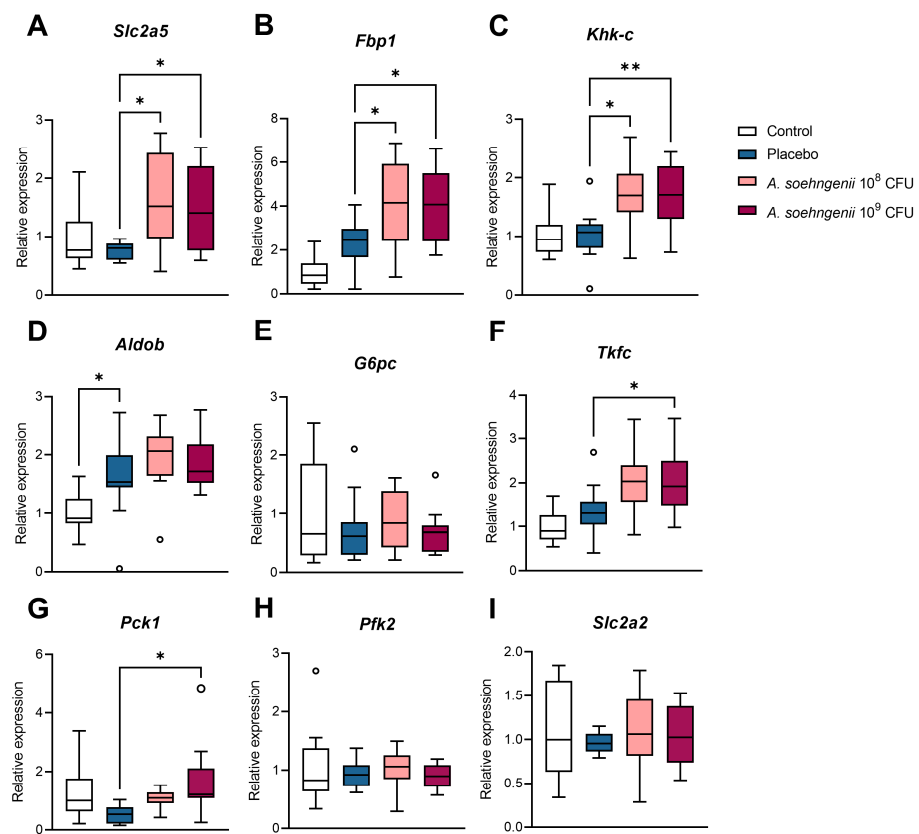 A
Slc2a5
B
Fbp1
C
Khk-c
Relative expression
3
2
1
0
*
*
Relative expression
8
6
4
2
0
*
*
Relative expression
3
2
1
0
*
**
Control
Placebo
A. soehngenii 10⁸ CFU
A. soehngenii 10⁹ CFU
D
Aldob
E
G6pc
F
Tkfc
Relative expression
3
2
1
0
*
Relative expression
3
2
1
0
Relative expression
4
3
2
1
0
*
G
Pck1
H
Pfk2
I
Slc2a2
Relative expression
6
4
2
0
*
Relative expression
3
2
1
0
Relative expression
2.0
1.5
1.0
0.5
0.0